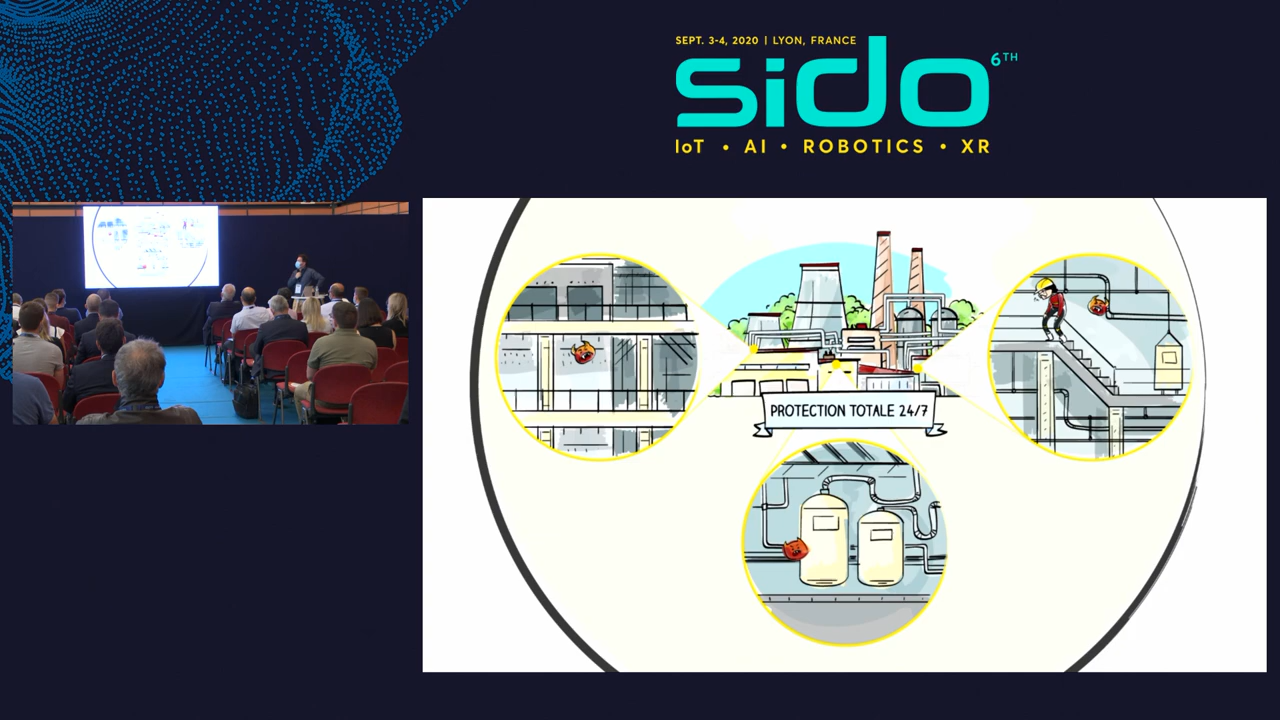 SEPT. 3-4, 2020 | LYON, FRANCE
sido 6TH
IoT • AI • ROBOTICS • XR
PROTECTION TOTALE 24/7